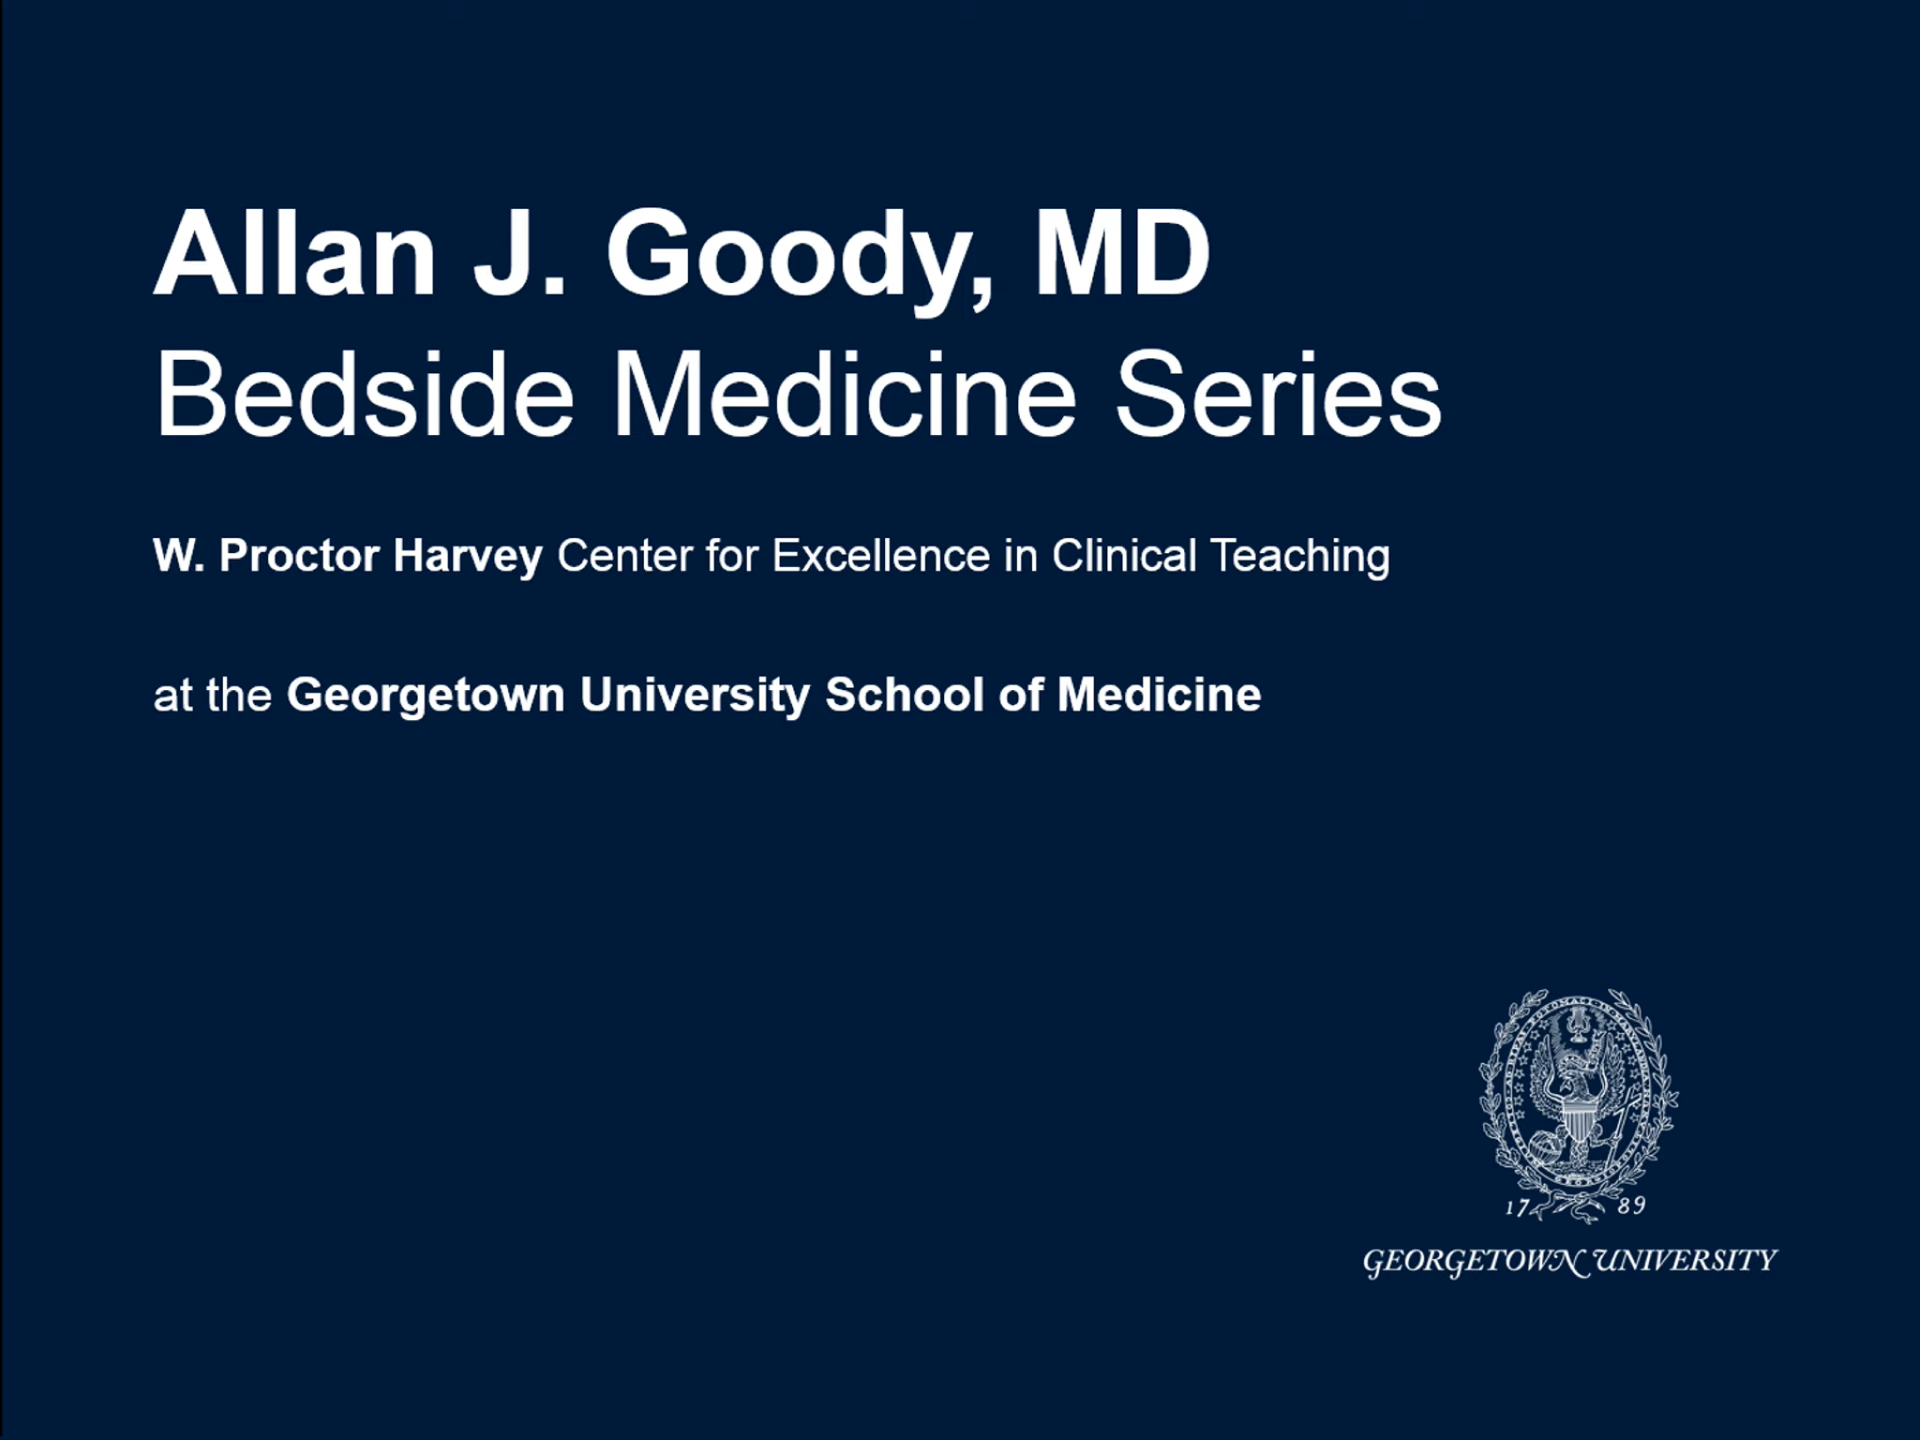 Allan J. Goody, MD
Bedside Medicine Series
W. Proctor Harvey Center for Excellence in Clinical Teaching
at the Georgetown University School of Medicine
17 89
GEORGETOWN UNIVERSITY